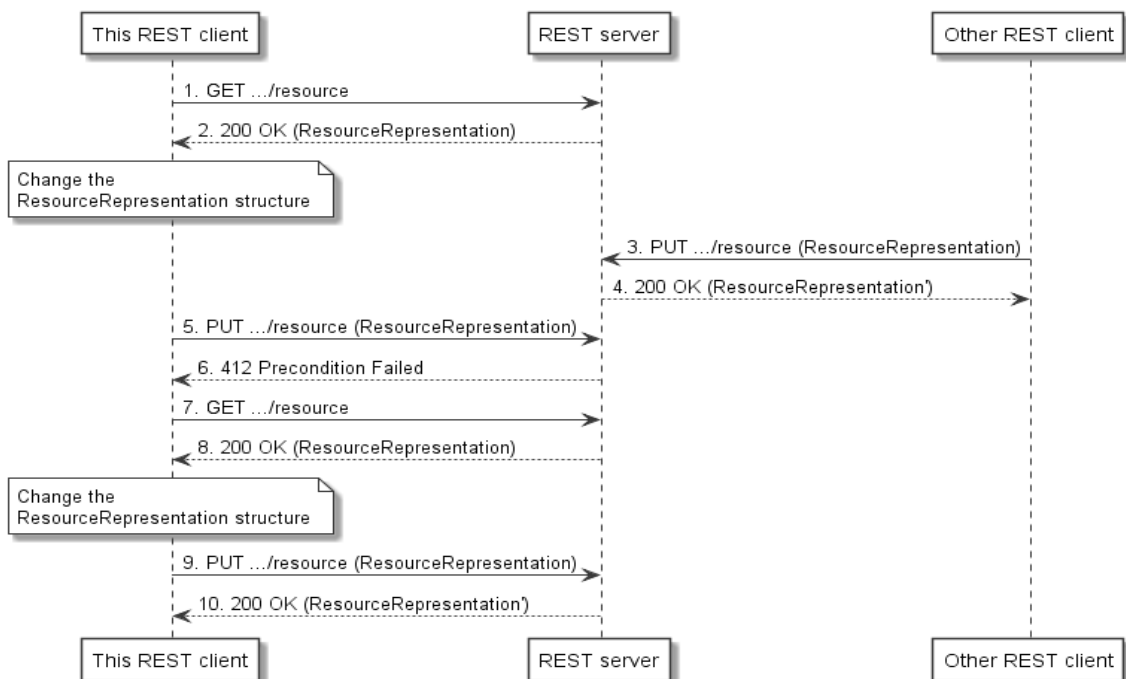 This REST client
REST server
Other REST client
1. GET .../resource
2. 200 OK (ResourceRepresentation)
Change the
ResourceRepresentation structure
3. PUT .../resource (ResourceRepresentation)
4. 200 OK (ResourceRepresentation')
5. PUT .../resource (ResourceRepresentation)
6. 412 Precondition Failed
7. GET .../resource
8. 200 OK (ResourceRepresentation)
Change the
ResourceRepresentation structure
9. PUT .../resource (ResourceRepresentation)
10. 200 OK (ResourceRepresentation')
This REST client
REST server
Other REST client